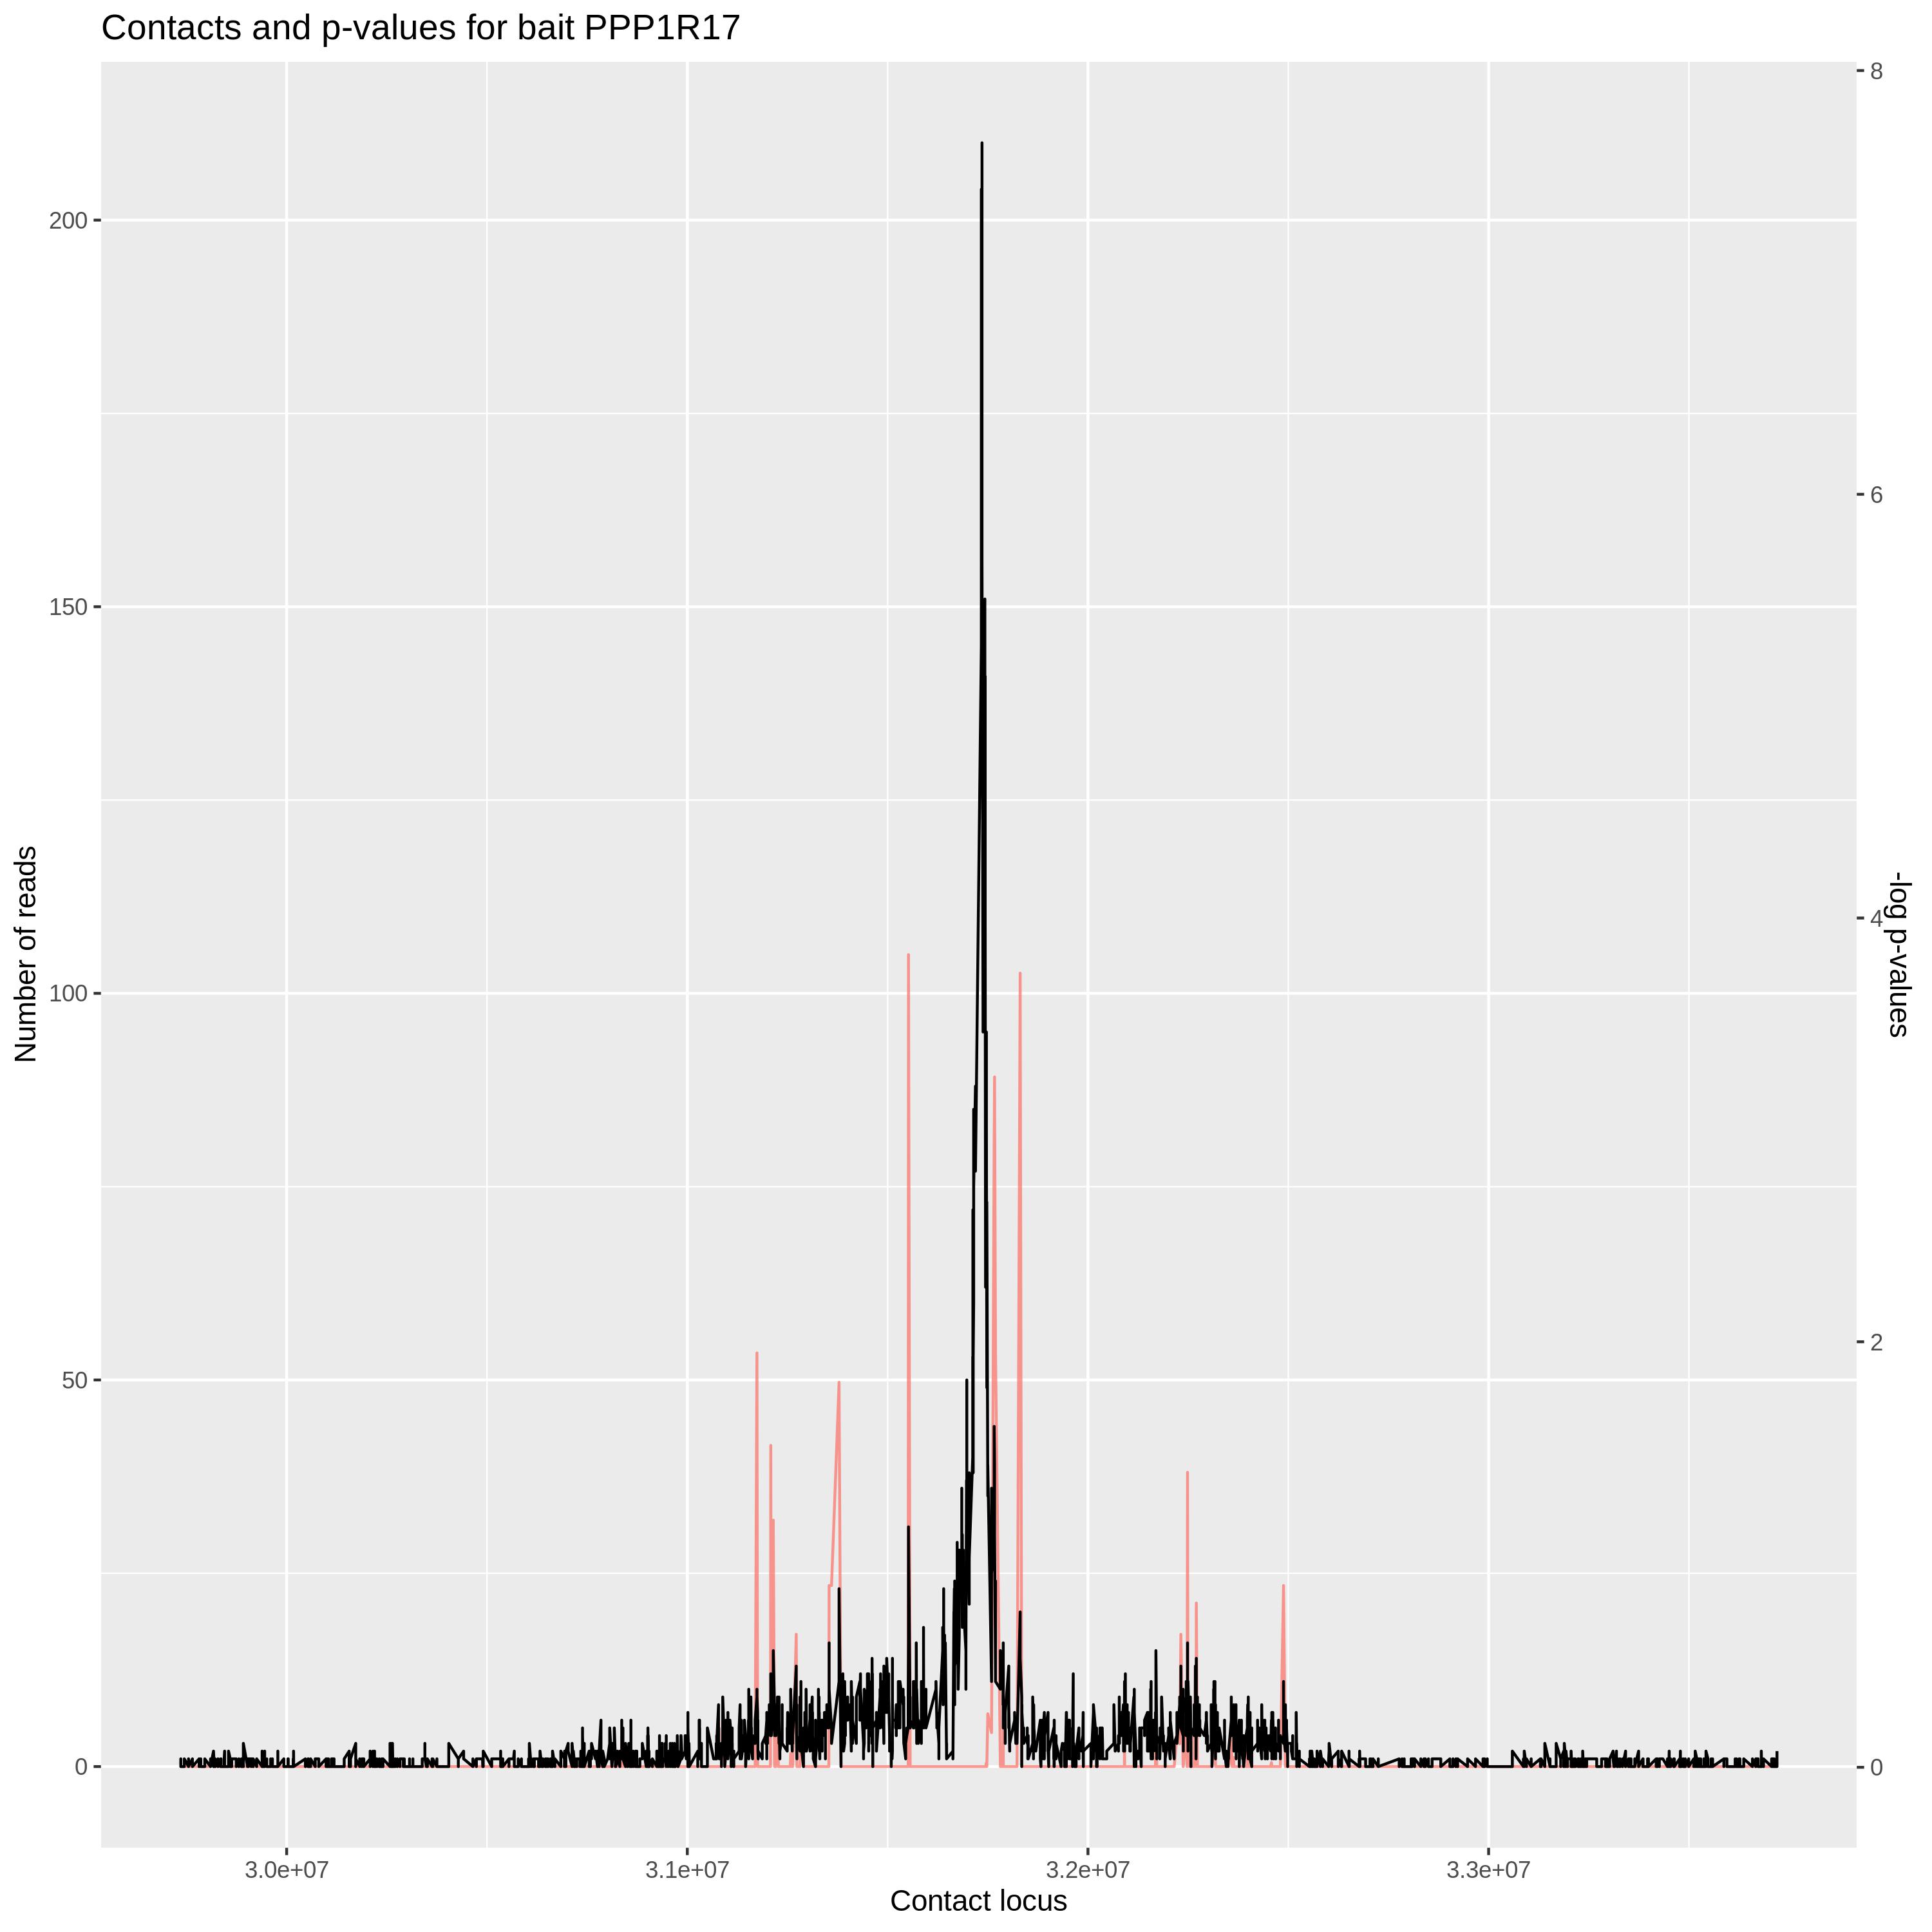 Contacts and p-values for bait PPP1R17
Number of reads
200
150
100
50
0
8
6
4
2
0
-log p-values
3.0e+07 3.1e+07 3.2e+07 3.3e+07
Contact locus